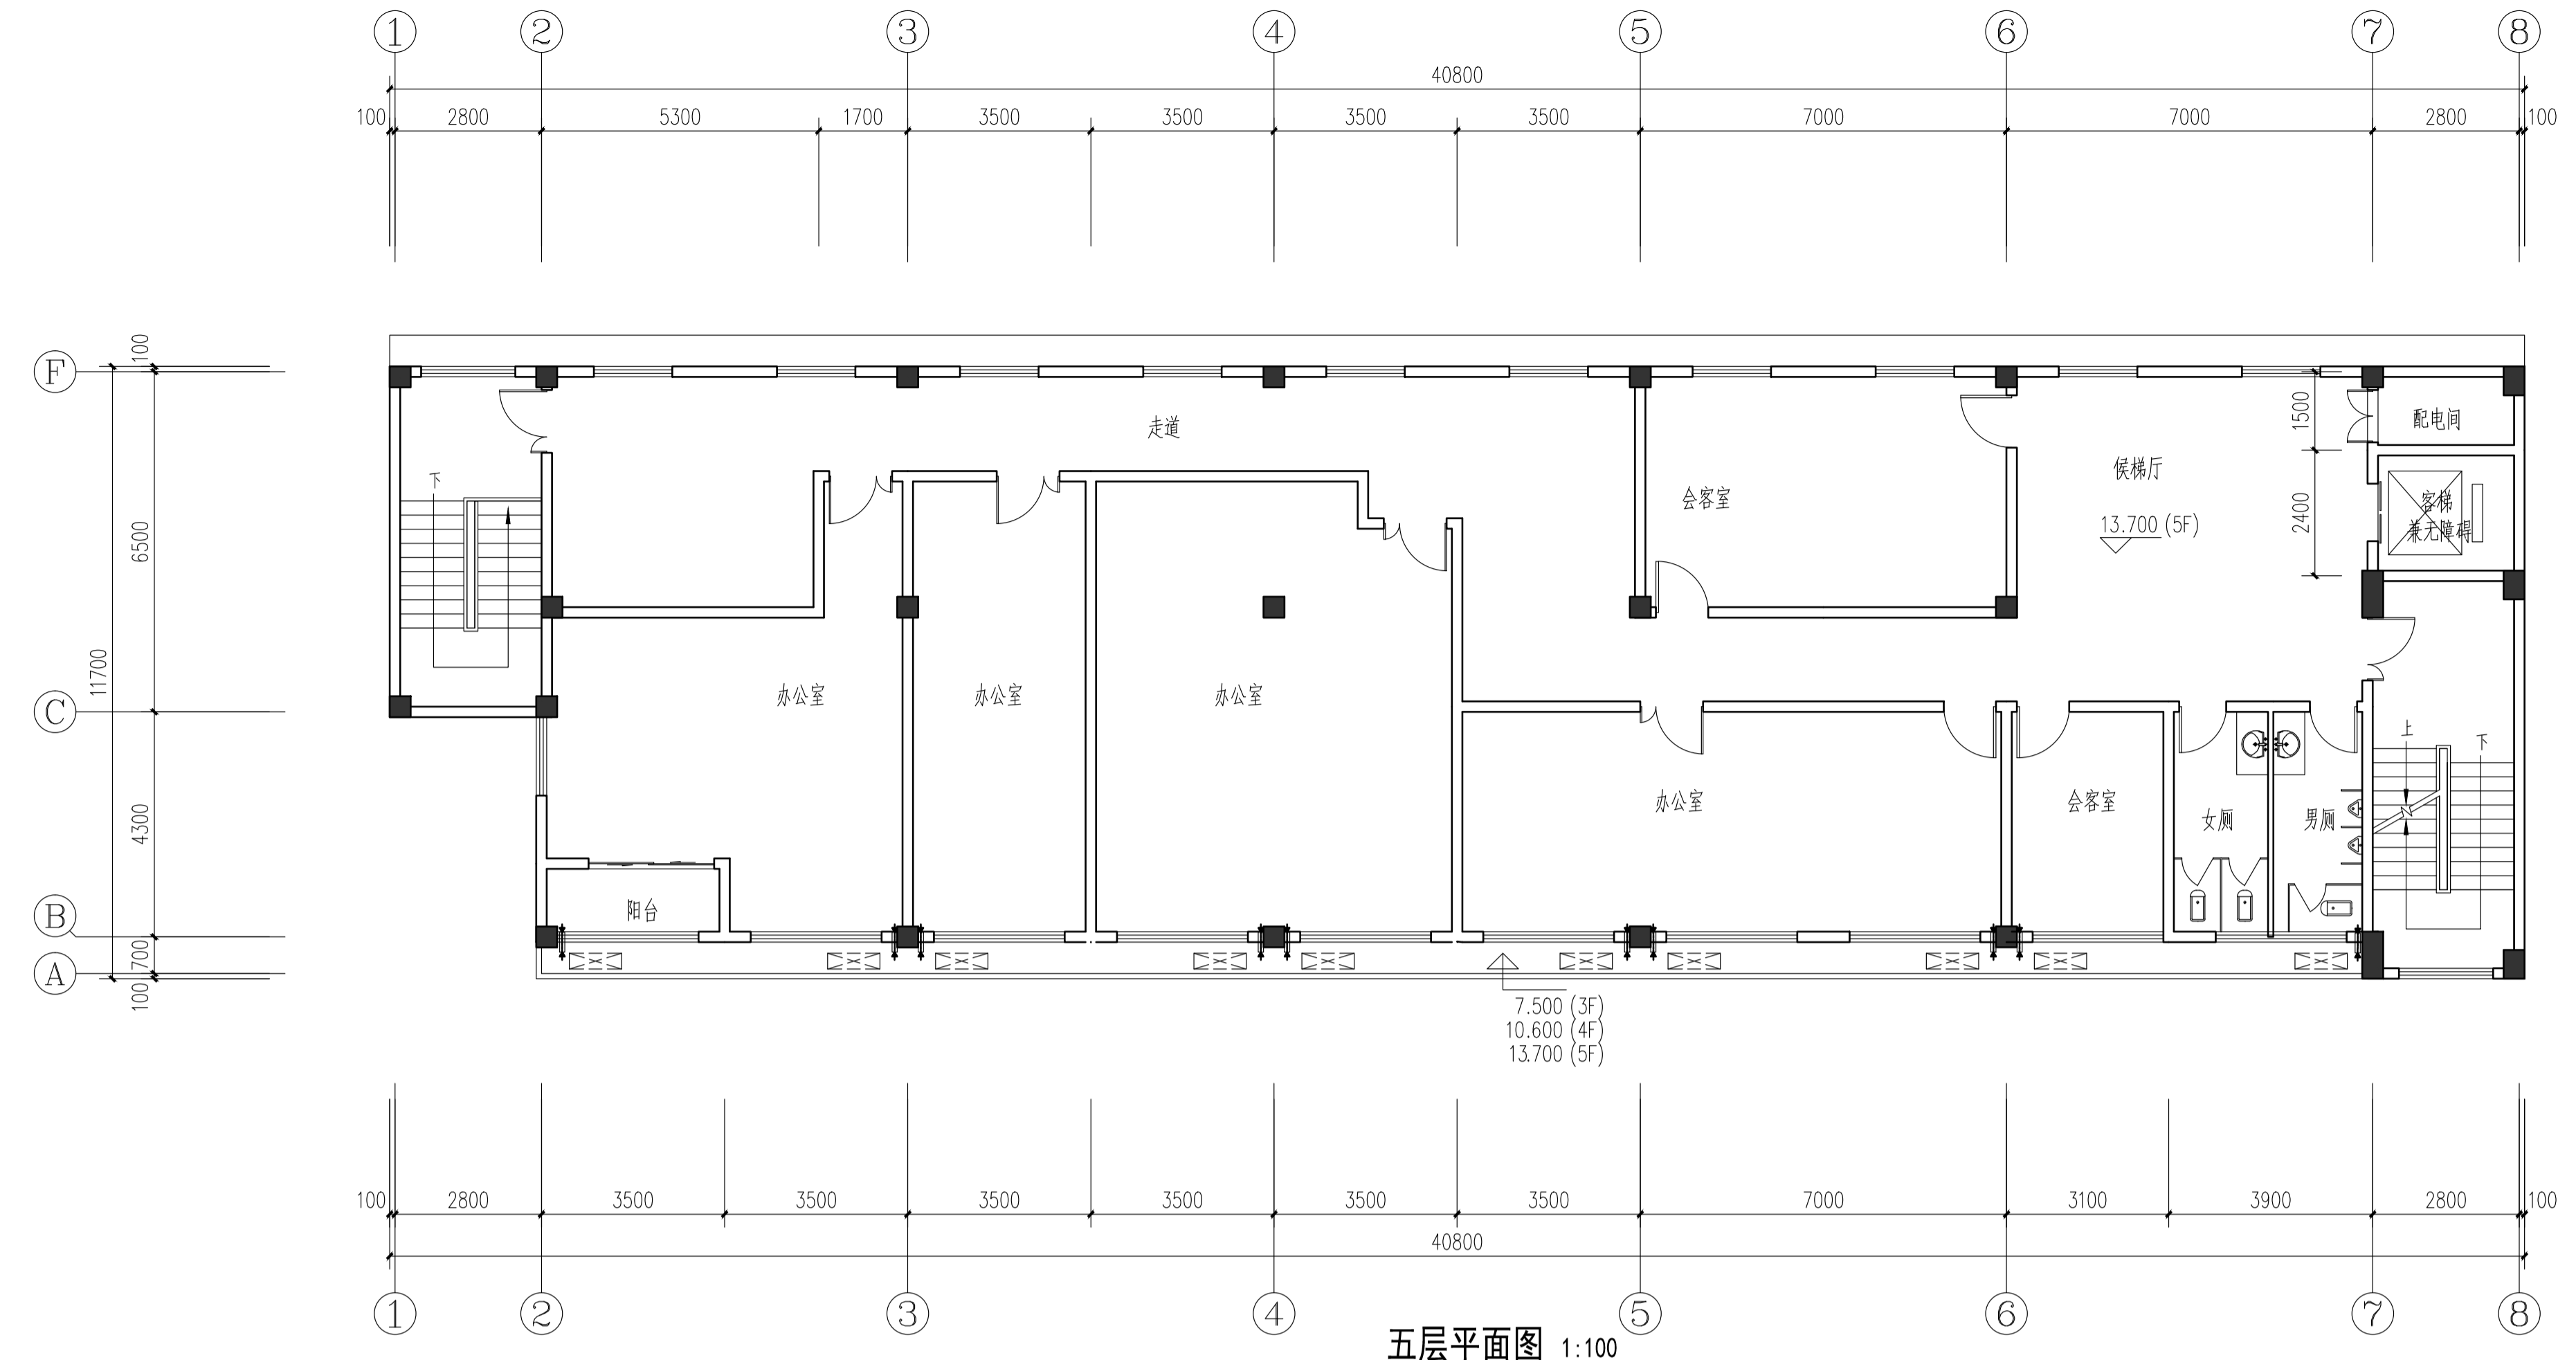 1 2 3 4 5 6 7 8
40800
100 2800 5300 1700 3500 3500 3500 3500 7000 7000 2800 100
F
C
B
A
100
6500
4300
700
100
11700
走道
1500
配电间
侯梯厅
下
会客室
客梯
兼无障碍
13.700 (5F)
2400
办公室
办公室
办公室
上
下
办公室
会客室
女厕
男厕
阳台
7.500 (3F)
10.600 (4F)
13.700 (5F)
100 2800 3500 3500 3500 3500 3500 3500 7000 3100 3900 2800 100
40800
1 2 3 4 5 6 7 8
五层平面图 1:100